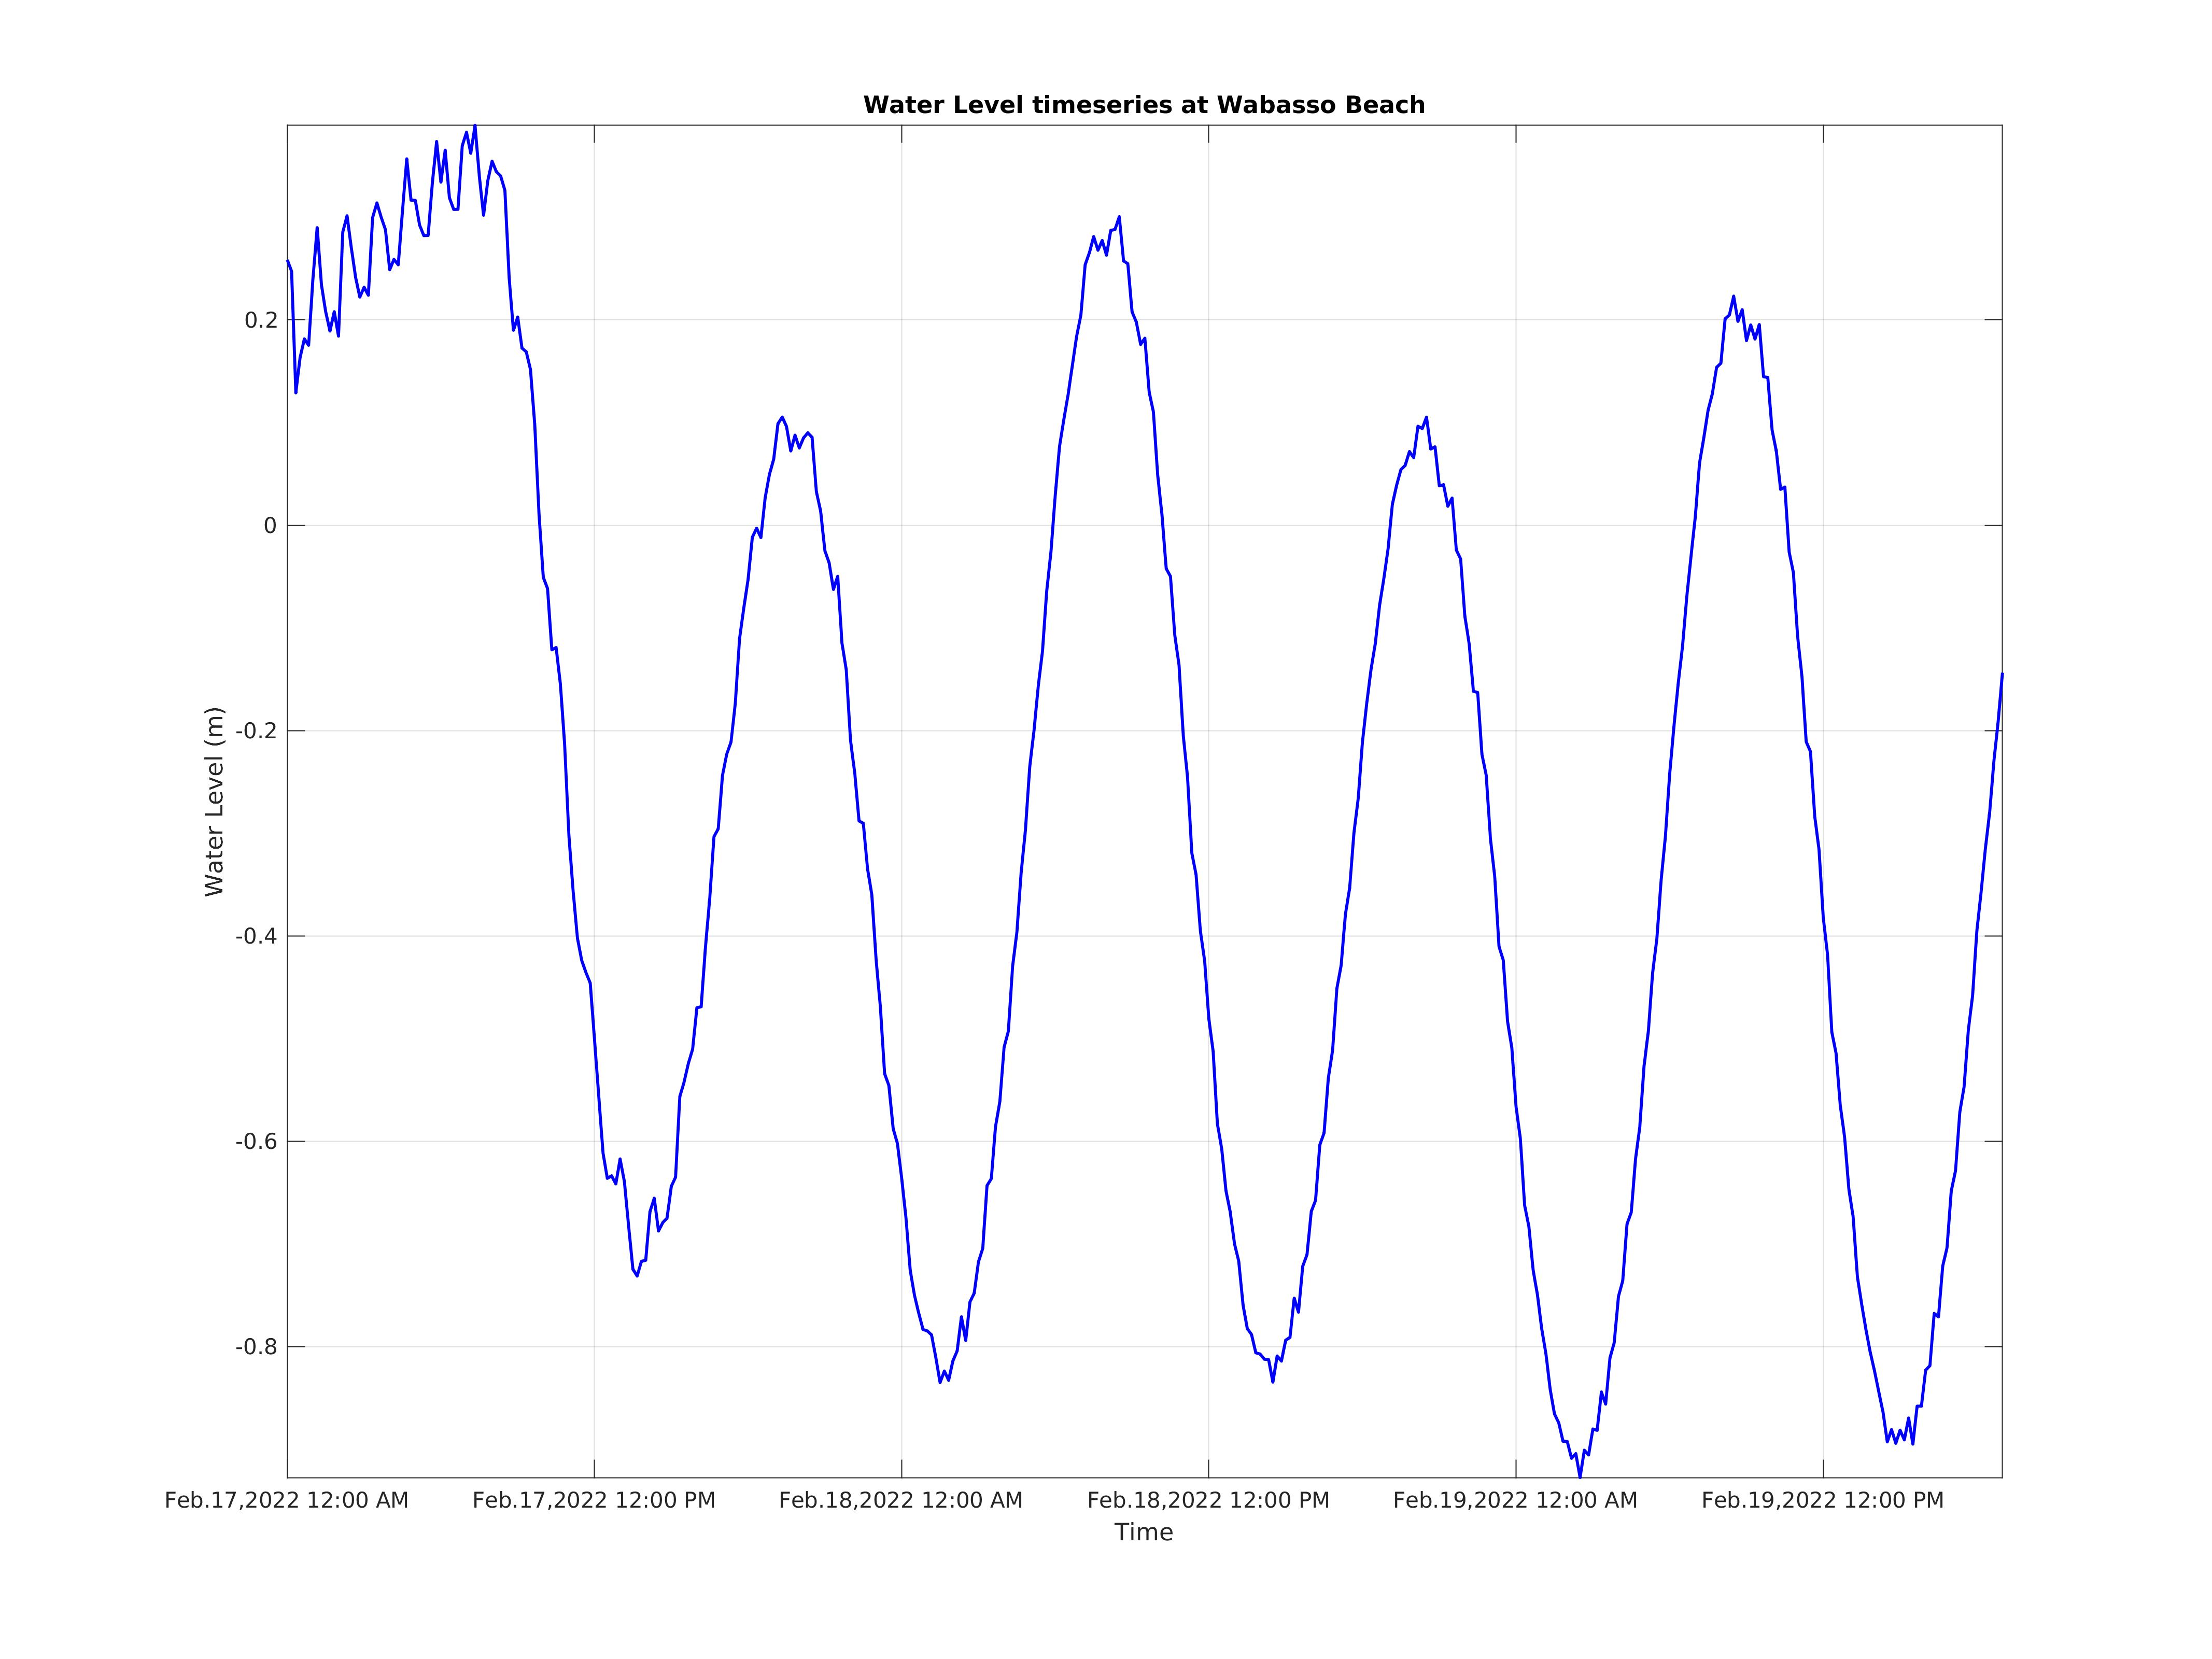 Water Level timeseries at Wabasso Beach
0.2
0
-0.2
-0.4
-0.6
-0.8
Water Level (m)
Feb.17,2022 12:00 AM
Feb.17,2022 12:00 PM
Feb.18,2022 12:00 AM
Feb.18,2022 12:00 PM
Feb.19,2022 12:00 AM
Feb.19,2022 12:00 PM
Time